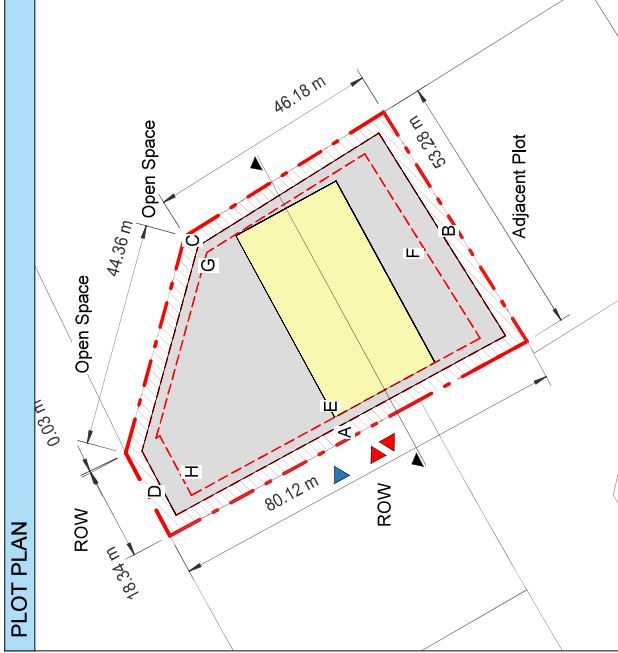 PLOT PLAN
Open Space
46.18 m
44.36 m
Open Space
53.28 m
Adjacent Plot
0.03 m
C
G
B
F
E
A
H
D
ROW
80.12 m
ROW
18.34 m